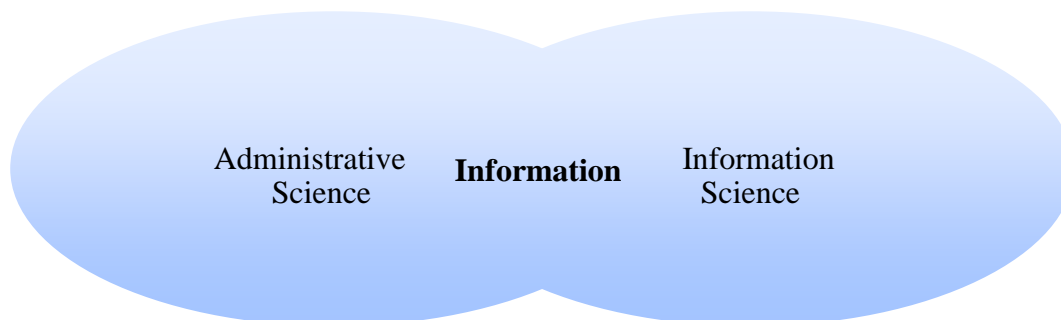 Administrative
Science
Information
Information
Science